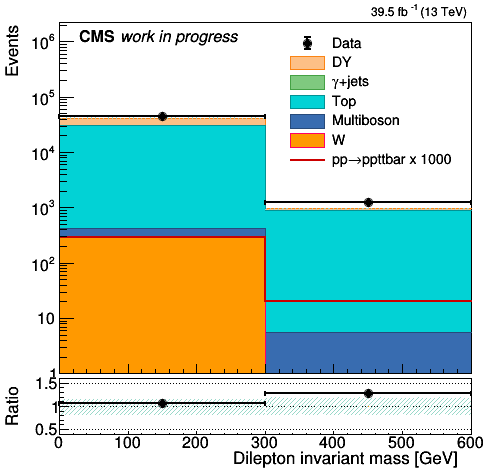 39.5 fb⁻¹ (13 TeV)
CMS work in progress
Events
10⁶
10⁵
10⁴
10³
10²
10
1
Data
DY
γ+jets
Top
Multiboson
W
pp→ppttbar x 1000
Ratio
1.5
1
0.5
0 100 200 300 400 500 600
Dilepton invariant mass [GeV]